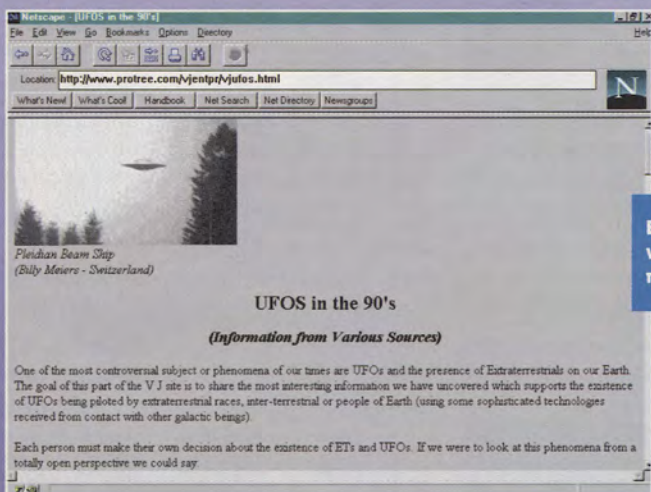 Netscape - [UFOS in the 90's]
File Edit View Go Bookmarks Options Directory Help
Location: http://www.protree.com/vjentpr/vjufos.html
N
What's New! What's Cool! Handbook Net Search Net Directory Newsgroups
Pleidian Beam Ship
(Billy Meiers - Switzerland)
UFOS in the 90's
(Information from Various Sources)
One of the most controversal subject or phenomena of our times are UFOs and the presence of Extraterrestrials on our Earth.
The goal of this part of the V J site is to share the most interesting information we have uncovered which supports the existence
of UFOs being piloted by extraterrestrial races, inter-terrestrial or people of Earth (using some sophisticated technologies
received from contact with other galactic beings).
Each person must make their own decision about the existence of ETs and UFOs. If we were to look at this phenomena from a
totally open perspective we could say: